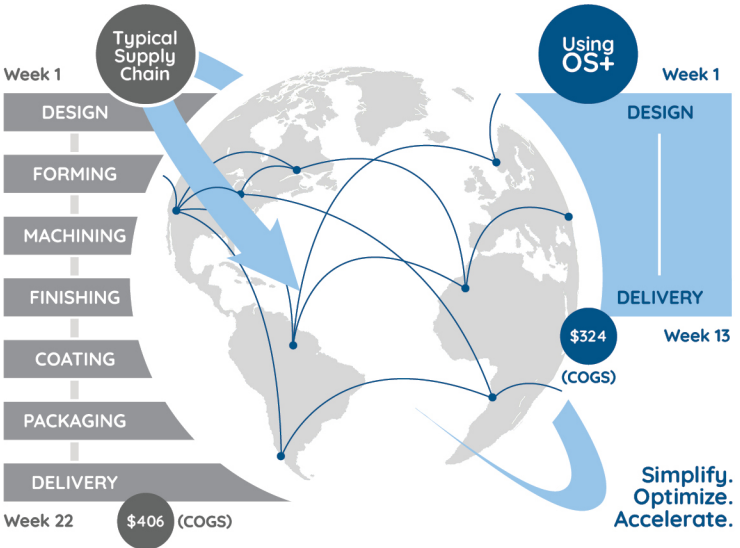 Typical
Supply
Chain
Week 1
DESIGN
FORMING
MACHINING
FINISHING
COATING
PACKAGING
DELIVERY
Week 22
$406
(COGS)
Using
OS+
Week 1
DESIGN
DELIVERY
$324
(COGS)
Week 13
Simplify.
Optimize.
Accelerate.